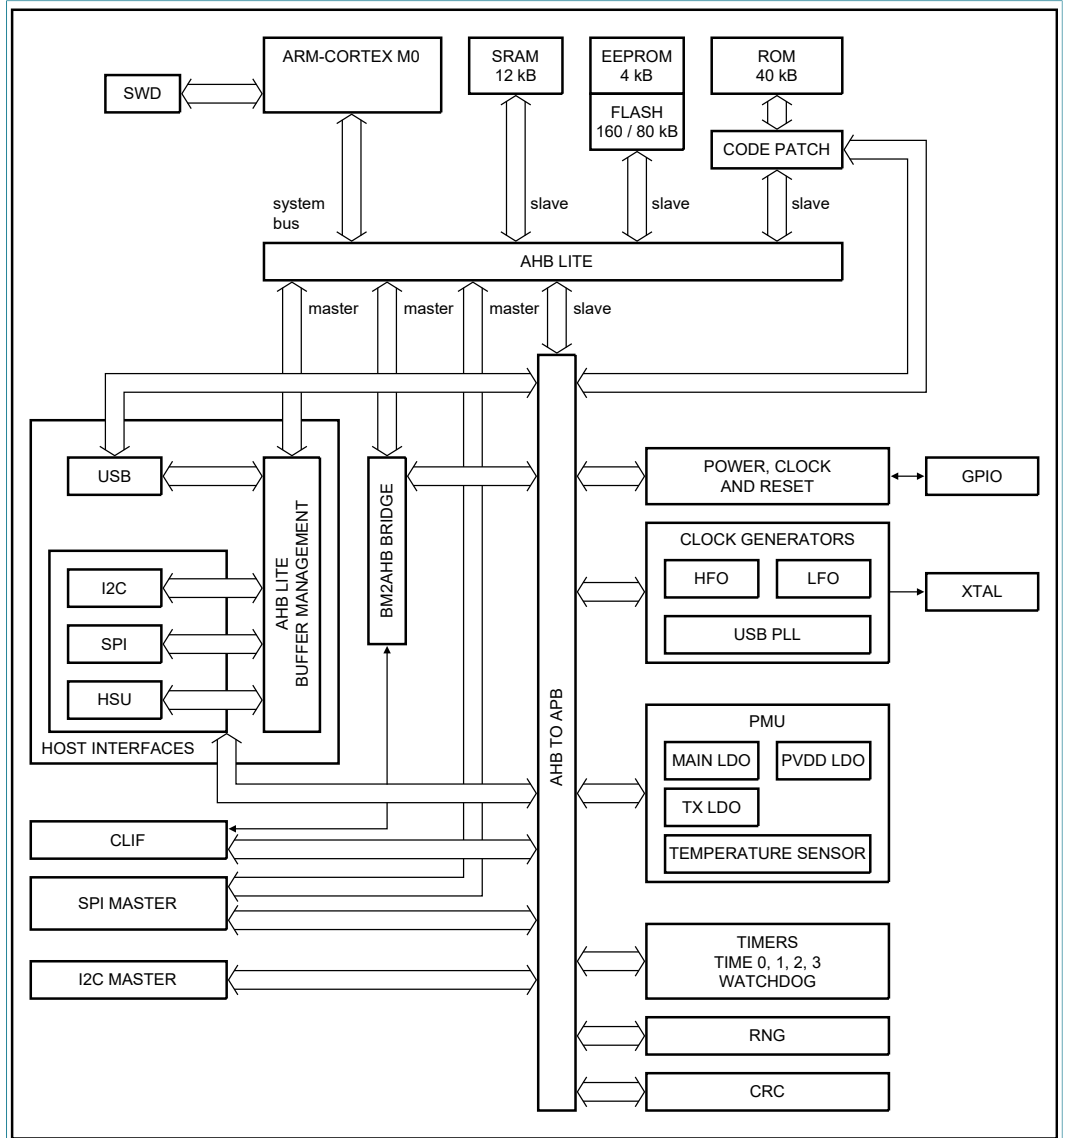 ARM-CORTEX M0
SWD
SRAM
12 kB
EEPROM
4 kB
FLASH
160 / 80 kB
ROM
40 kB
CODE PATCH
system
bus
slave
slave
slave
AHB LITE
master
master
master
slave
USB
I2C
SPI
HSU
HOST INTERFACES
AHB LITE
BUFFER MANAGEMENT
BM2AHB BRIDGE
AHB TO APB
CLIF
SPI MASTER
I2C MASTER
POWER, CLOCK
AND RESET
GPIO
CLOCK GENERATORS
HFO
LFO
USB PLL
XTAL
PMU
MAIN LDO
PVDD LDO
TX LDO
TEMPERATURE SENSOR
TIMERS
TIME 0, 1, 2, 3
WATCHDOG
RNG
CRC